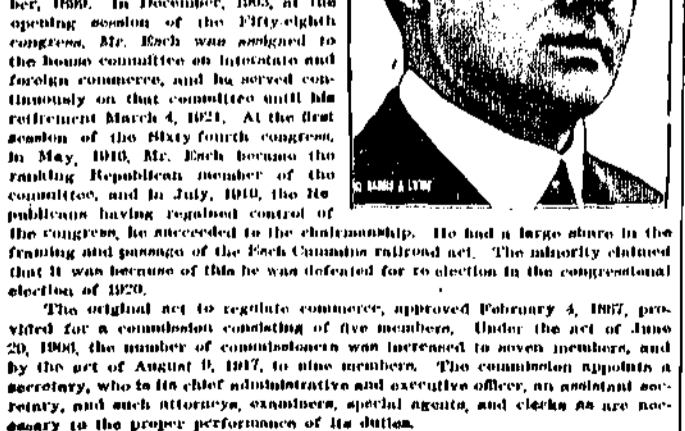 ber, 1899. In December, 1903, at the
opening session of the Fifty-eighth
congress, Mr. Esch was assigned to
the house committee on interstate and
foreign commerce, and he served con-
tinuously on that committee until his
retirement March 4, 1921. At the first
session of the Sixty fourth congress,
in May, 1916, Mr. Esch became the
ranking Republican member of the
committee, and in July, 1919, the Re
publicans having regained control of
the congress, he succeeded to the chairmanship. He had a large share in the
framing and passage of the Esch Cummins railroad act. The minority claimed
that it was because of this he was defeated for re election in the congressional
election of 1920.
The original act to regulate commerce, approved February 4, 1887, pro-
vided for a commission consisting of five members. Under the act of June
29, 1906, the number of commissioners was increased to seven members, and
by the act of August 9, 1917, to nine members. The commission appoints a
secretary, who is its chief administrative and executive officer, an assistant sec-
retary, and such attorneys, examiners, special agents, and clerks as are nec-
essary to the proper performance of its duties.